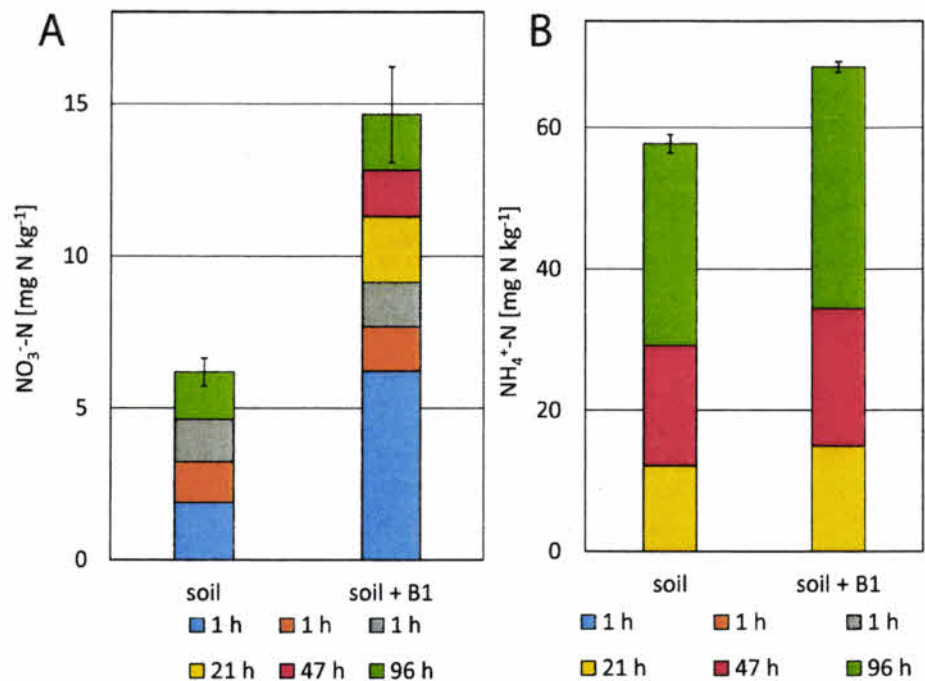 A
NO₃⁻-N [mg N kg⁻¹]
15
10
5
0
soil soil + B1
1 h 1 h 1 h
21 h 47 h 96 h
B
NH₄⁺-N [mg N kg⁻¹]
60
40
20
0
soil soil + B1
1 h 1 h 1 h
21 h 47 h 96 h